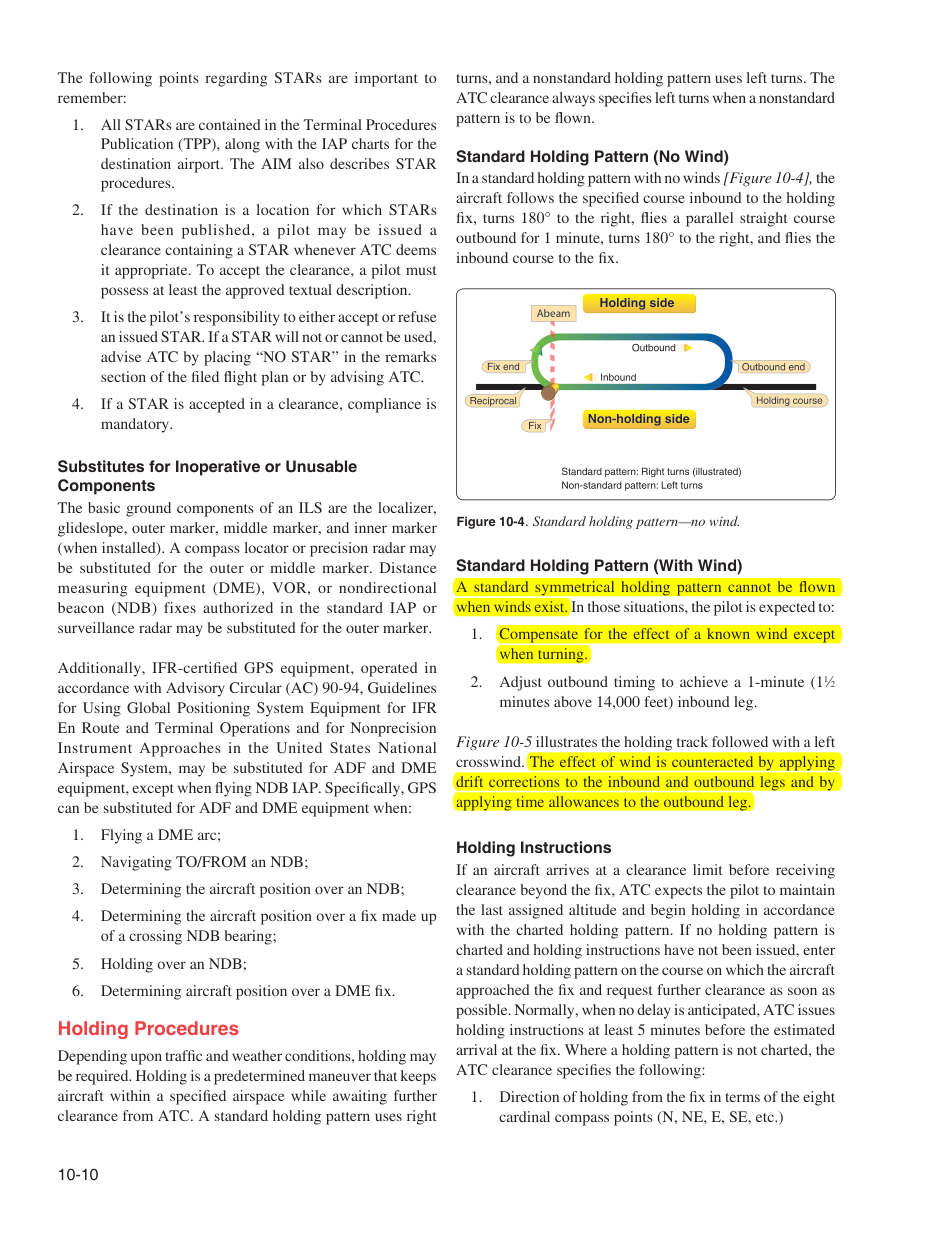 The following points regarding STARs are important to
remember:
1. All STARs are contained in the Terminal Procedures
Publication (TPP), along with the IAP charts for the
destination airport. The AIM also describes STAR
procedures.
2. If the destination is a location for which STARs
have been published, a pilot may be issued a
clearance containing a STAR whenever ATC deems
it appropriate. To accept the clearance, a pilot must
possess at least the approved textual description.
3. It is the pilot’s responsibility to either accept or refuse
an issued STAR. If a STAR will not or cannot be used,
advise ATC by placing “NO STAR” in the remarks
section of the filed flight plan or by advising ATC.
4. If a STAR is accepted in a clearance, compliance is
mandatory.
Substitutes for Inoperative or Unusable
Components
The basic ground components of an ILS are the localizer,
glideslope, outer marker, middle marker, and inner marker
(when installed). A compass locator or precision radar may
be substituted for the outer or middle marker. Distance
measuring equipment (DME), VOR, or nondirectional
beacon (NDB) fixes authorized in the standard IAP or
surveillance radar may be substituted for the outer marker.
Additionally, IFR-certified GPS equipment, operated in
accordance with Advisory Circular (AC) 90-94, Guidelines
for Using Global Positioning System Equipment for IFR
En Route and Terminal Operations and for Nonprecision
Instrument Approaches in the United States National
Airspace System, may be substituted for ADF and DME
equipment, except when flying NDB IAP. Specifically, GPS
can be substituted for ADF and DME equipment when:
1. Flying a DME arc;
2. Navigating TO/FROM an NDB;
3. Determining the aircraft position over an NDB;
4. Determining the aircraft position over a fix made up
of a crossing NDB bearing;
5. Holding over an NDB;
6. Determining aircraft position over a DME fix.
Holding Procedures
Depending upon traffic and weather conditions, holding may
be required. Holding is a predetermined maneuver that keeps
aircraft within a specified airspace while awaiting further
clearance from ATC. A standard holding pattern uses right
turns, and a nonstandard holding pattern uses left turns. The
ATC clearance always specifies left turns when a nonstandard
pattern is to be flown.
Standard Holding Pattern (No Wind)
In a standard holding pattern with no winds [Figure 10-4], the
aircraft follows the specified course inbound to the holding
fix, turns 180° to the right, flies a parallel straight course
outbound for 1 minute, turns 180° to the right, and flies the
inbound course to the fix.
Holding side
Abeam
Outbound
Fix end
Outbound end
Inbound
Reciprocal
Holding course
Non-holding side
Fix
Standard pattern: Right turns (illustrated)
Non-standard pattern: Left turns
Figure 10-4. Standard holding pattern—no wind.
Standard Holding Pattern (With Wind)
A standard symmetrical holding pattern cannot be flown
when winds exist. In those situations, the pilot is expected to:
1. Compensate for the effect of a known wind except
when turning.
2. Adjust outbound timing to achieve a 1-minute (1½
minutes above 14,000 feet) inbound leg.
Figure 10-5 illustrates the holding track followed with a left
crosswind. The effect of wind is counteracted by applying
drift corrections to the inbound and outbound legs and by
applying time allowances to the outbound leg.
Holding Instructions
If an aircraft arrives at a clearance limit before receiving
clearance beyond the fix, ATC expects the pilot to maintain
the last assigned altitude and begin holding in accordance
with the charted holding pattern. If no holding pattern is
charted and holding instructions have not been issued, enter
a standard holding pattern on the course on which the aircraft
approached the fix and request further clearance as soon as
possible. Normally, when no delay is anticipated, ATC issues
holding instructions at least 5 minutes before the estimated
arrival at the fix. Where a holding pattern is not charted, the
ATC clearance specifies the following:
1. Direction of holding from the fix in terms of the eight
cardinal compass points (N, NE, E, SE, etc.)
10-10